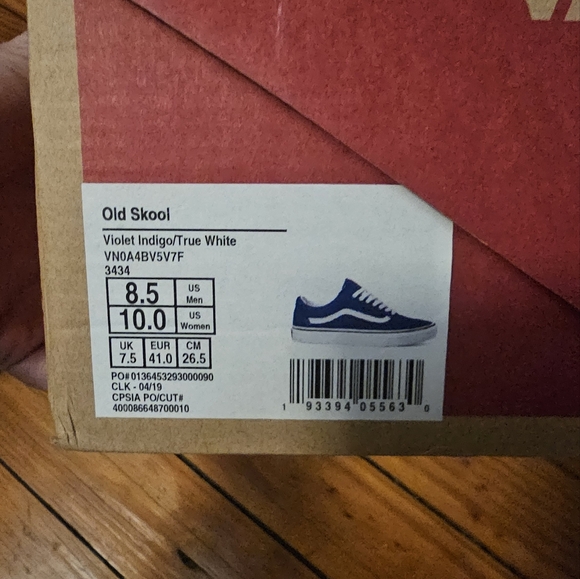 Old Skool
Violet Indigo/True White
VN0A4BV5V7F
3434
8.5 US Men
10.0 US Women
UK EUR CM
7.5 41.0 26.5
PO# 0136453293000090
CLK - 04/19
CPSIA PO/CUT#
400086648700010
1 93394 05563 6